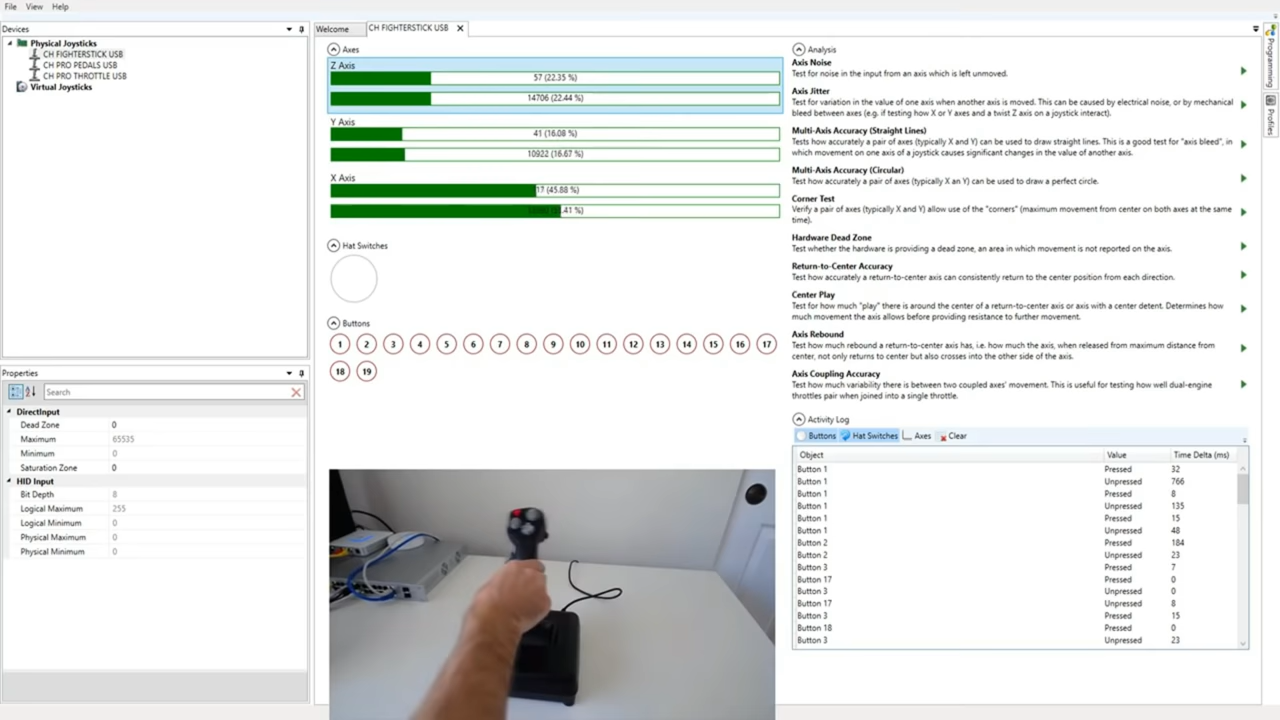 File View Help
Devices
Physical Joysticks
CH FIGHTERSTICK USB
CH PRO PEDALS USB
CH PRO THROTTLE USB
Virtual Joysticks
Properties
Search
DirectInput
Dead Zone 0
Maximum 65535
Minimum 0
Saturation Zone 0
HID Input
Bit Depth 8
Logical Maximum 255
Logical Minimum 0
Physical Maximum 0
Physical Minimum 0
Welcome CH FIGHTERSTICK USB
Axes
Z Axis
57 (22.35 %)
14706 (22.44 %)
Y Axis
41 (16.08 %)
10922 (16.67 %)
X Axis
17 (45.88 %)
.41 %)
Hat Switches
Buttons
1 2 3 4 5 6 7 8 9 10 11 12 13 14 15 16 17
18 19
Analysis
Axis Noise
Test for noise in the input from an axis which is left unmoved.
Axis Jitter
Test for variation in the value of one axis when another axis is moved. This can be caused by electrical noise, or by mechanical
bleed between axes (e.g. if testing how X or Y axes and a twist Z axis on a joystick interact).
Multi-Axis Accuracy (Straight Lines)
Tests how accurately a pair of axes (typically X and Y) can be used to draw straight lines. This is a good test for "axis bleed", in
which movement on one axis of a joystick causes significant changes in the value of another axis.
Multi-Axis Accuracy (Circular)
Test how accurately a pair of axes (typically X an Y) can be used to draw a perfect circle.
Corner Test
Verify a pair of axes (typically X and Y) allow use of the "corners" (maximum movement from center on both axes at the same
time).
Hardware Dead Zone
Test whether the hardware is providing a dead zone, an area in which movement is not reported on the axis.
Return-to-Center Accuracy
Test how accurately a return-to-center axis can consistently return to the center position from each direction.
Center Play
Test for how much "play" there is around the center of a return-to-center axis or axis with a center detent. Determines how
much movement the axis allows before providing resistance to further movement.
Axis Rebound
Test how much rebound a return-to-center axis has, i.e. how much the axis, when released from maximum distance from
center, not only returns to center but also crosses into the other side of the axis.
Axis Coupling Accuracy
Test how much variability there is between two coupled axes' movement. This is useful for testing how well dual-engine
throttles pair when joined into a single throttle.
Activity Log
Buttons Hat Switches Axes Clear
Object Value Time Delta (ms)
Button 1 Pressed 32
Button 1 Unpressed 766
Button 1 Pressed 8
Button 1 Unpressed 135
Button 1 Pressed 15
Button 1 Unpressed 48
Button 2 Pressed 184
Button 2 Unpressed 23
Button 3 Pressed 7
Button 17 Pressed 0
Button 3 Unpressed 0
Button 17 Unpressed 8
Button 3 Pressed 15
Button 18 Pressed 0
Button 3 Unpressed 23
Programming
Profiles